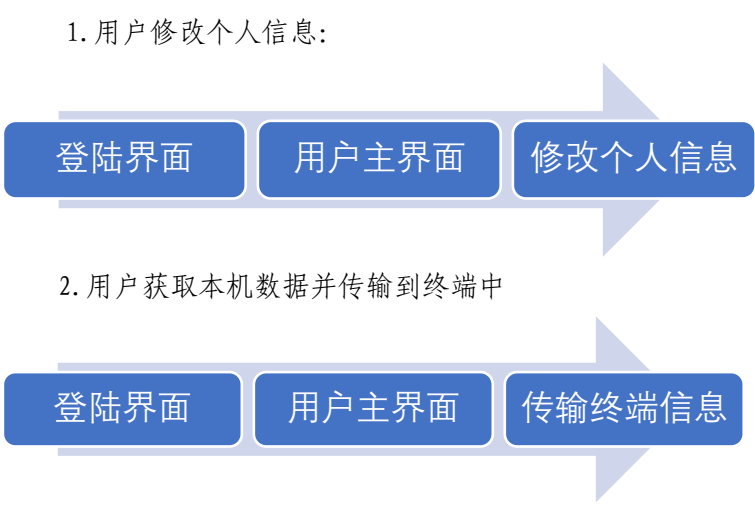 1.用户修改个人信息:
登陆界面 用户主界面 修改个人信息
2.用户获取本机数据并传输到终端中
登陆界面 用户主界面 传输终端信息